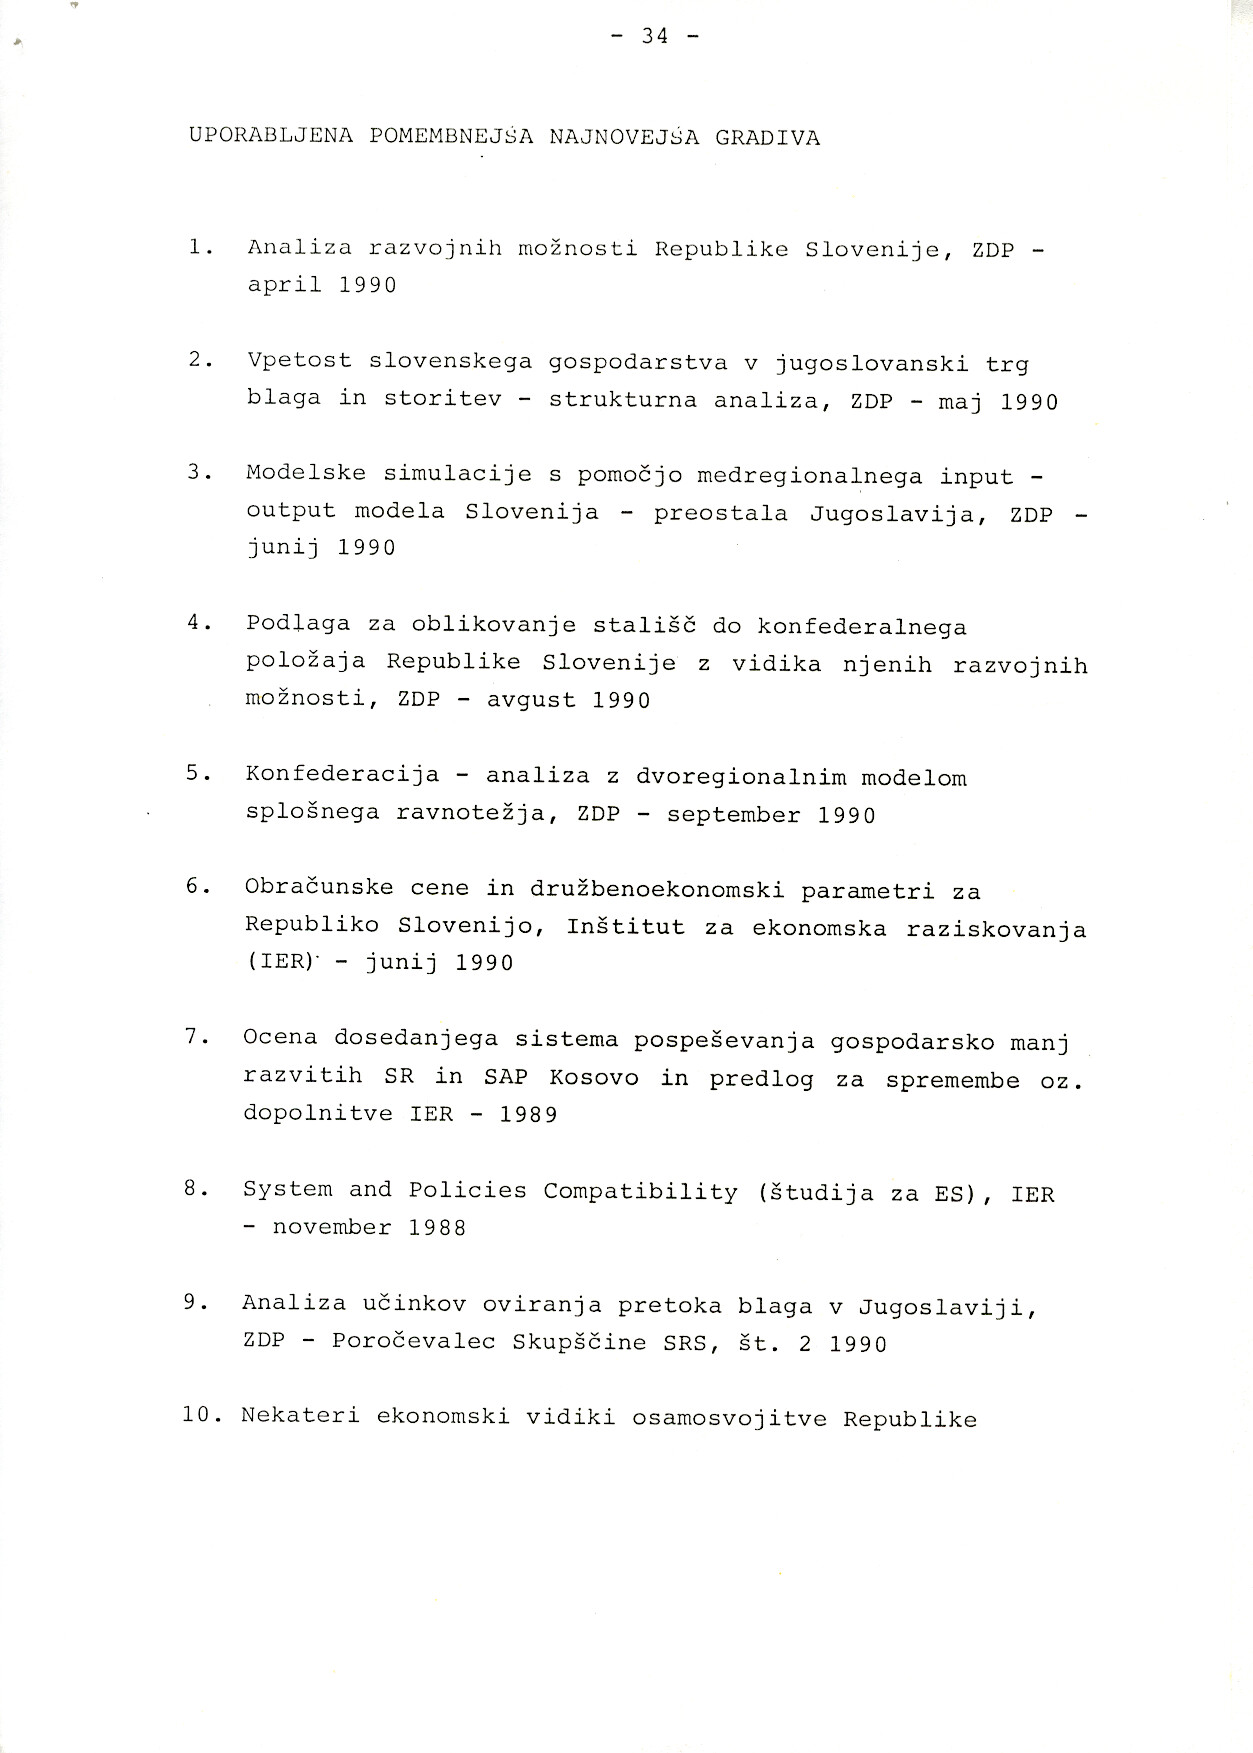 - 34 -
UPORABLJENA POMEMBNEJŠA NAJNOVEJŠA GRADIVA
1. Analiza razvojnih možnosti Republike Slovenije, ZDP -
april 1990
2. Vpetost slovenskega gospodarstva v jugoslovanski trg
blaga in storitev - strukturna analiza, ZDP - maj 1990
3. Modelske simulacije s pomočjo medregionalnega input -
output modela Slovenija - preostala Jugoslavija, ZDP -
junij 1990
4. Podlaga za oblikovanje stališč do konfederalnega
položaja Republike Slovenije z vidika njenih razvojnih
možnosti, ZDP - avgust 1990
5. Konfederacija - analiza z dvoregionalnim modelom
splošnega ravnotežja, ZDP - september 1990
6. Obračunske cene in družbenoekonomski parametri za
Republiko Slovenijo, Inštitut za ekonomska raziskovanja
(IER) - junij 1990
7. Ocena dosedanjega sistema pospeševanja gospodarsko manj
razvitih SR in SAP Kosovo in predlog za spremembe oz.
dopolnitve IER - 1989
8. System and Policies Compatibility (študija za ES), IER
- november 1988
9. Analiza učinkov oviranja pretoka blaga v Jugoslaviji,
ZDP - Poročevalec Skupščine SRS, št. 2 1990
10. Nekateri ekonomski vidiki osamosvojitve Republike